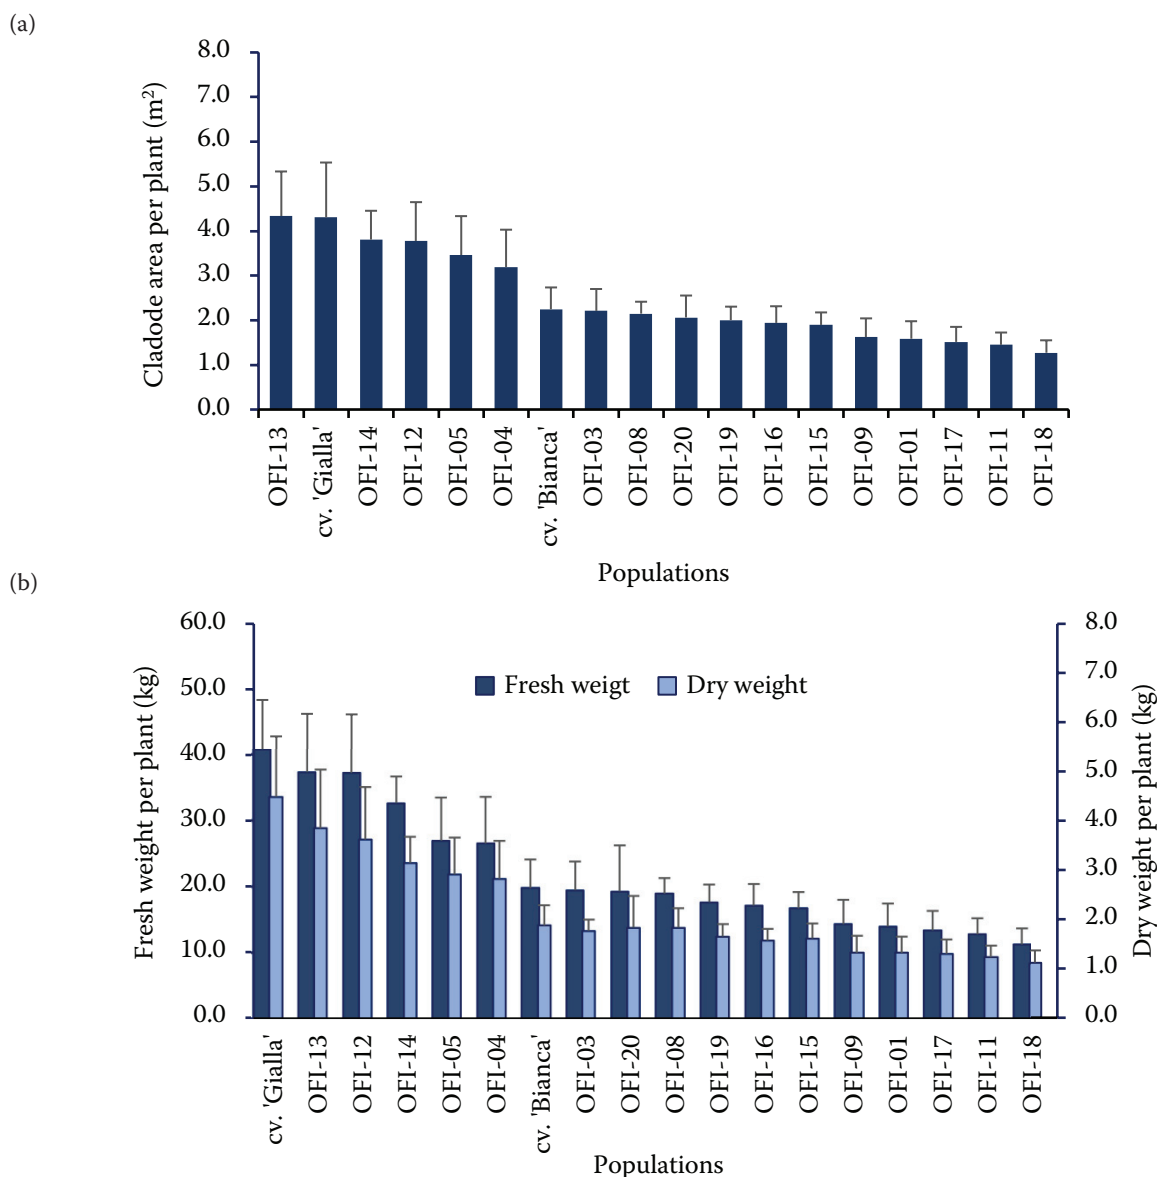 (a)
Cladode area per plant (m²)
8.0
7.0
6.0
5.0
4.0
3.0
2.0
1.0
0.0
OFI-13
cv. 'Gialla'
OFI-14
OFI-12
OFI-05
OFI-04
cv. 'Bianca'
OFI-03
OFI-08
OFI-20
OFI-19
OFI-16
OFI-15
OFI-09
OFI-01
OFI-17
OFI-11
OFI-18
Populations
(b)
Fresh weight per plant (kg)
60.0
50.0
40.0
30.0
20.0
10.0
0.0
Fresh weigt
Dry weight
8.0
7.0
6.0
5.0
4.0
3.0
2.0
1.0
0.0
Dry weight per plant (kg)
cv. 'Gialla'
OFI-13
OFI-12
OFI-14
OFI-05
OFI-04
cv. 'Bianca'
OFI-03
OFI-20
OFI-08
OFI-19
OFI-16
OFI-15
OFI-09
OFI-01
OFI-17
OFI-11
OFI-18
Populations